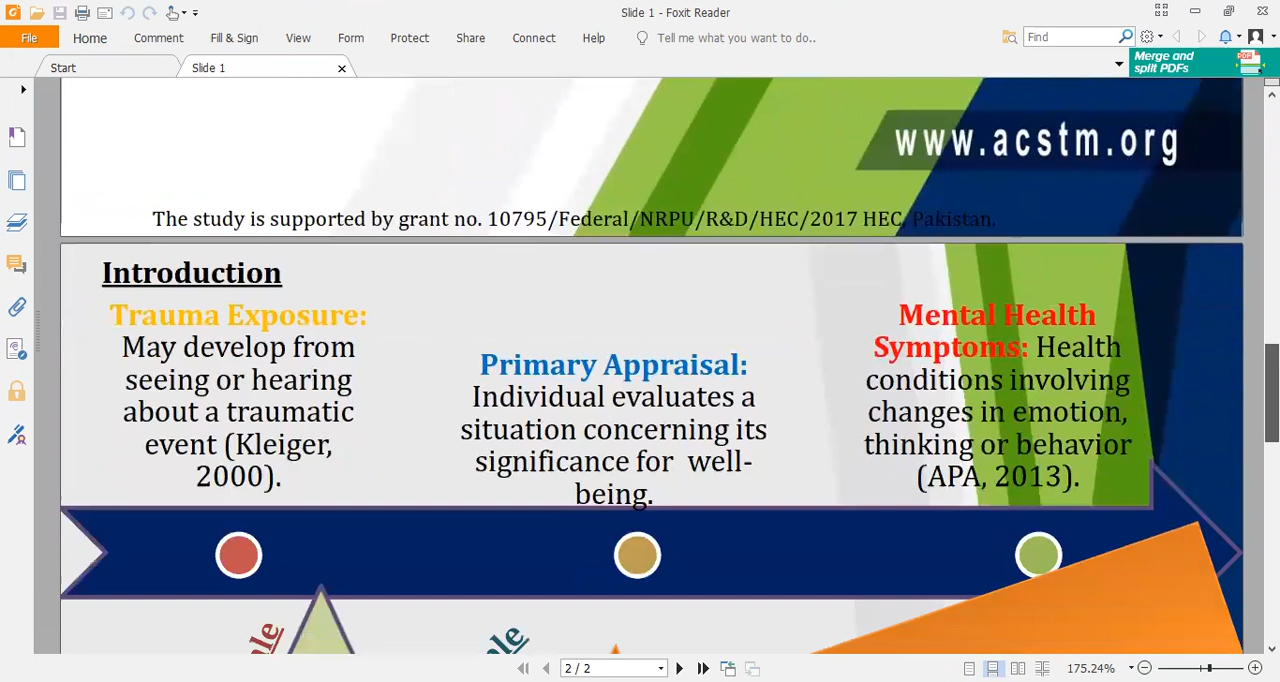 Slide 1 - Foxit Reader
File Home Comment Fill & Sign View Form Protect Share Connect Help Tell me what you want to do.. Find
Start Slide 1
Merge and
split PDFs
www.acstm.org
The study is supported by grant no. 10795/Federal/NRPU/R&D/HEC/2017 HEC, Pakistan.
Introduction
Trauma Exposure:
May develop from
seeing or hearing
about a traumatic
event (Kleiger,
2000).
Primary Appraisal:
Individual evaluates a
situation concerning its
significance for well-
being.
Mental Health
Symptoms: Health
conditions involving
changes in emotion,
thinking or behavior
(APA, 2013).
2 / 2
175.24%